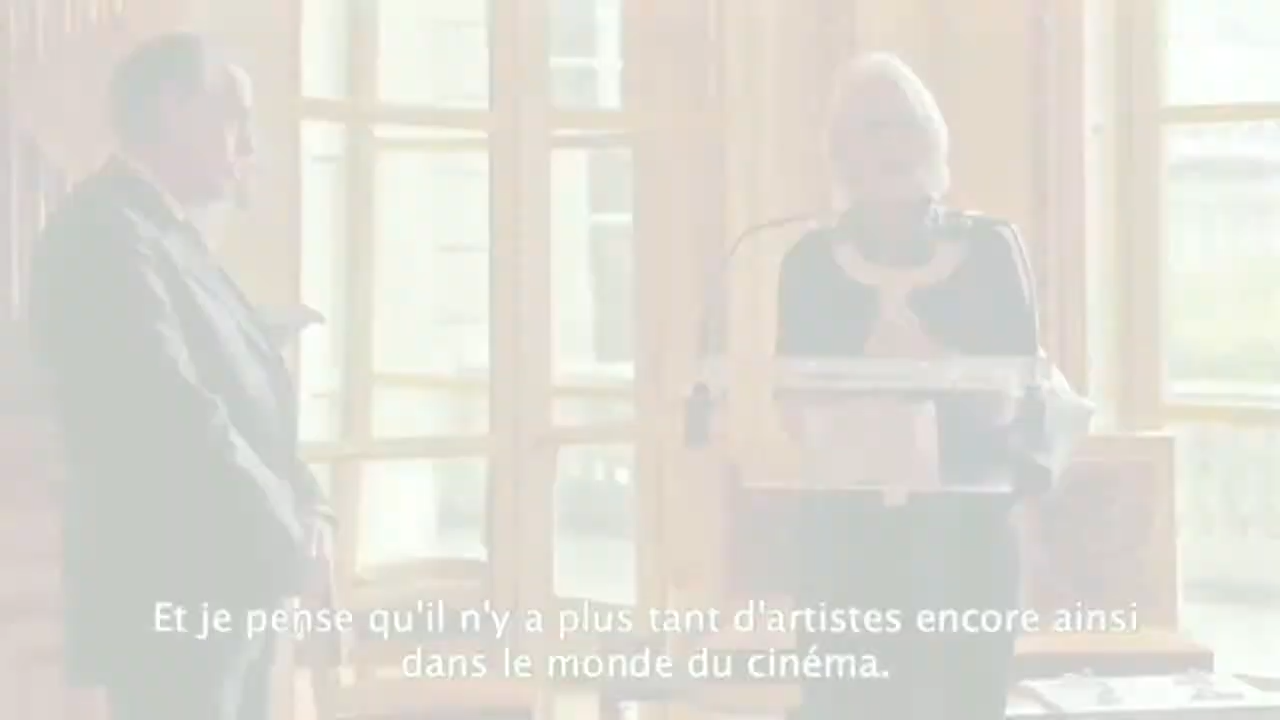 Et je pense qu'il n'y a plus tant d'artistes encore ainsi
dans le monde du cinéma.